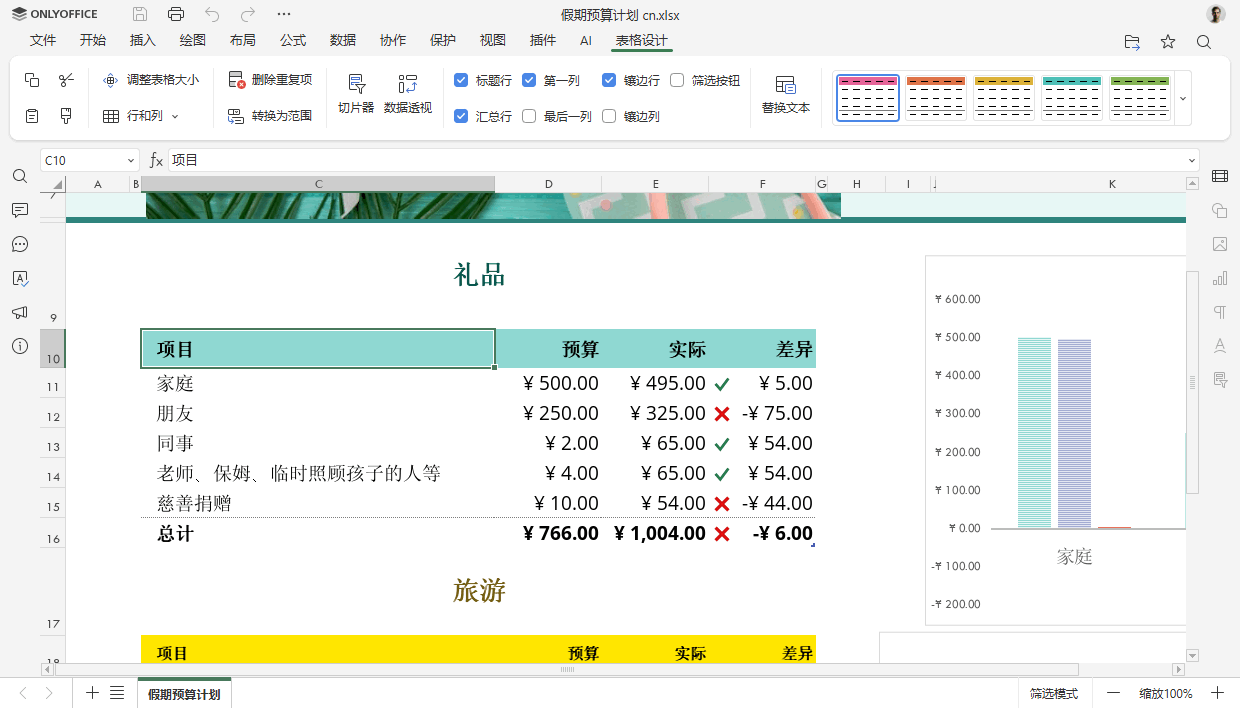 ONLYOFFICE
假期预算计划 cn.xlsx
文件 开始 插入 绘图 布局 公式 数据 协作 保护 视图 插件 AI 表格设计
调整表格大小 删除重复项 标题行 第一列 镶边行 筛选按钮
切片器 数据透视 替换文本
行和列 转换为范围 汇总行 最后一列 镶边列
C10 fx 项目
A B C D E F G H I J K
7
礼品
9
10 项目 预算 实际 差异
11 家庭 ¥ 500.00 ¥ 495.00 ¥ 5.00
12 朋友 ¥ 250.00 ¥ 325.00 -¥ 75.00
13 同事 ¥ 2.00 ¥ 65.00 ¥ 54.00
14 老师、保姆、临时照顾孩子的人等 ¥ 4.00 ¥ 65.00 ¥ 54.00
15 慈善捐赠 ¥ 10.00 ¥ 54.00 -¥ 44.00
16 总计 ¥ 766.00 ¥ 1,004.00 -¥ 6.00
旅游
17
18 项目 预算 实际 差异
¥ 600.00
¥ 500.00
¥ 400.00
¥ 300.00
¥ 200.00
¥ 100.00
¥ 0.00
家庭
-¥ 100.00
-¥ 200.00
假期预算计划 筛选模式 缩放100%